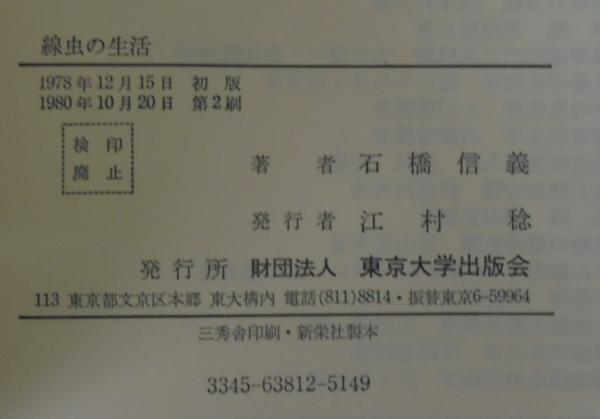 線虫の生活
1978年12月15日 初 版
1980年10月20日 第2刷
検 印
廃 止
著 者 石 橋 信 義
発行者 江 村 稔
発行所 財団法人 東京大学出版会
113 東京都文京区本郷 東大構内 電話(811)8814・振替東京6-59964
三秀舎印刷・新栄社製本
3345-63812-5149